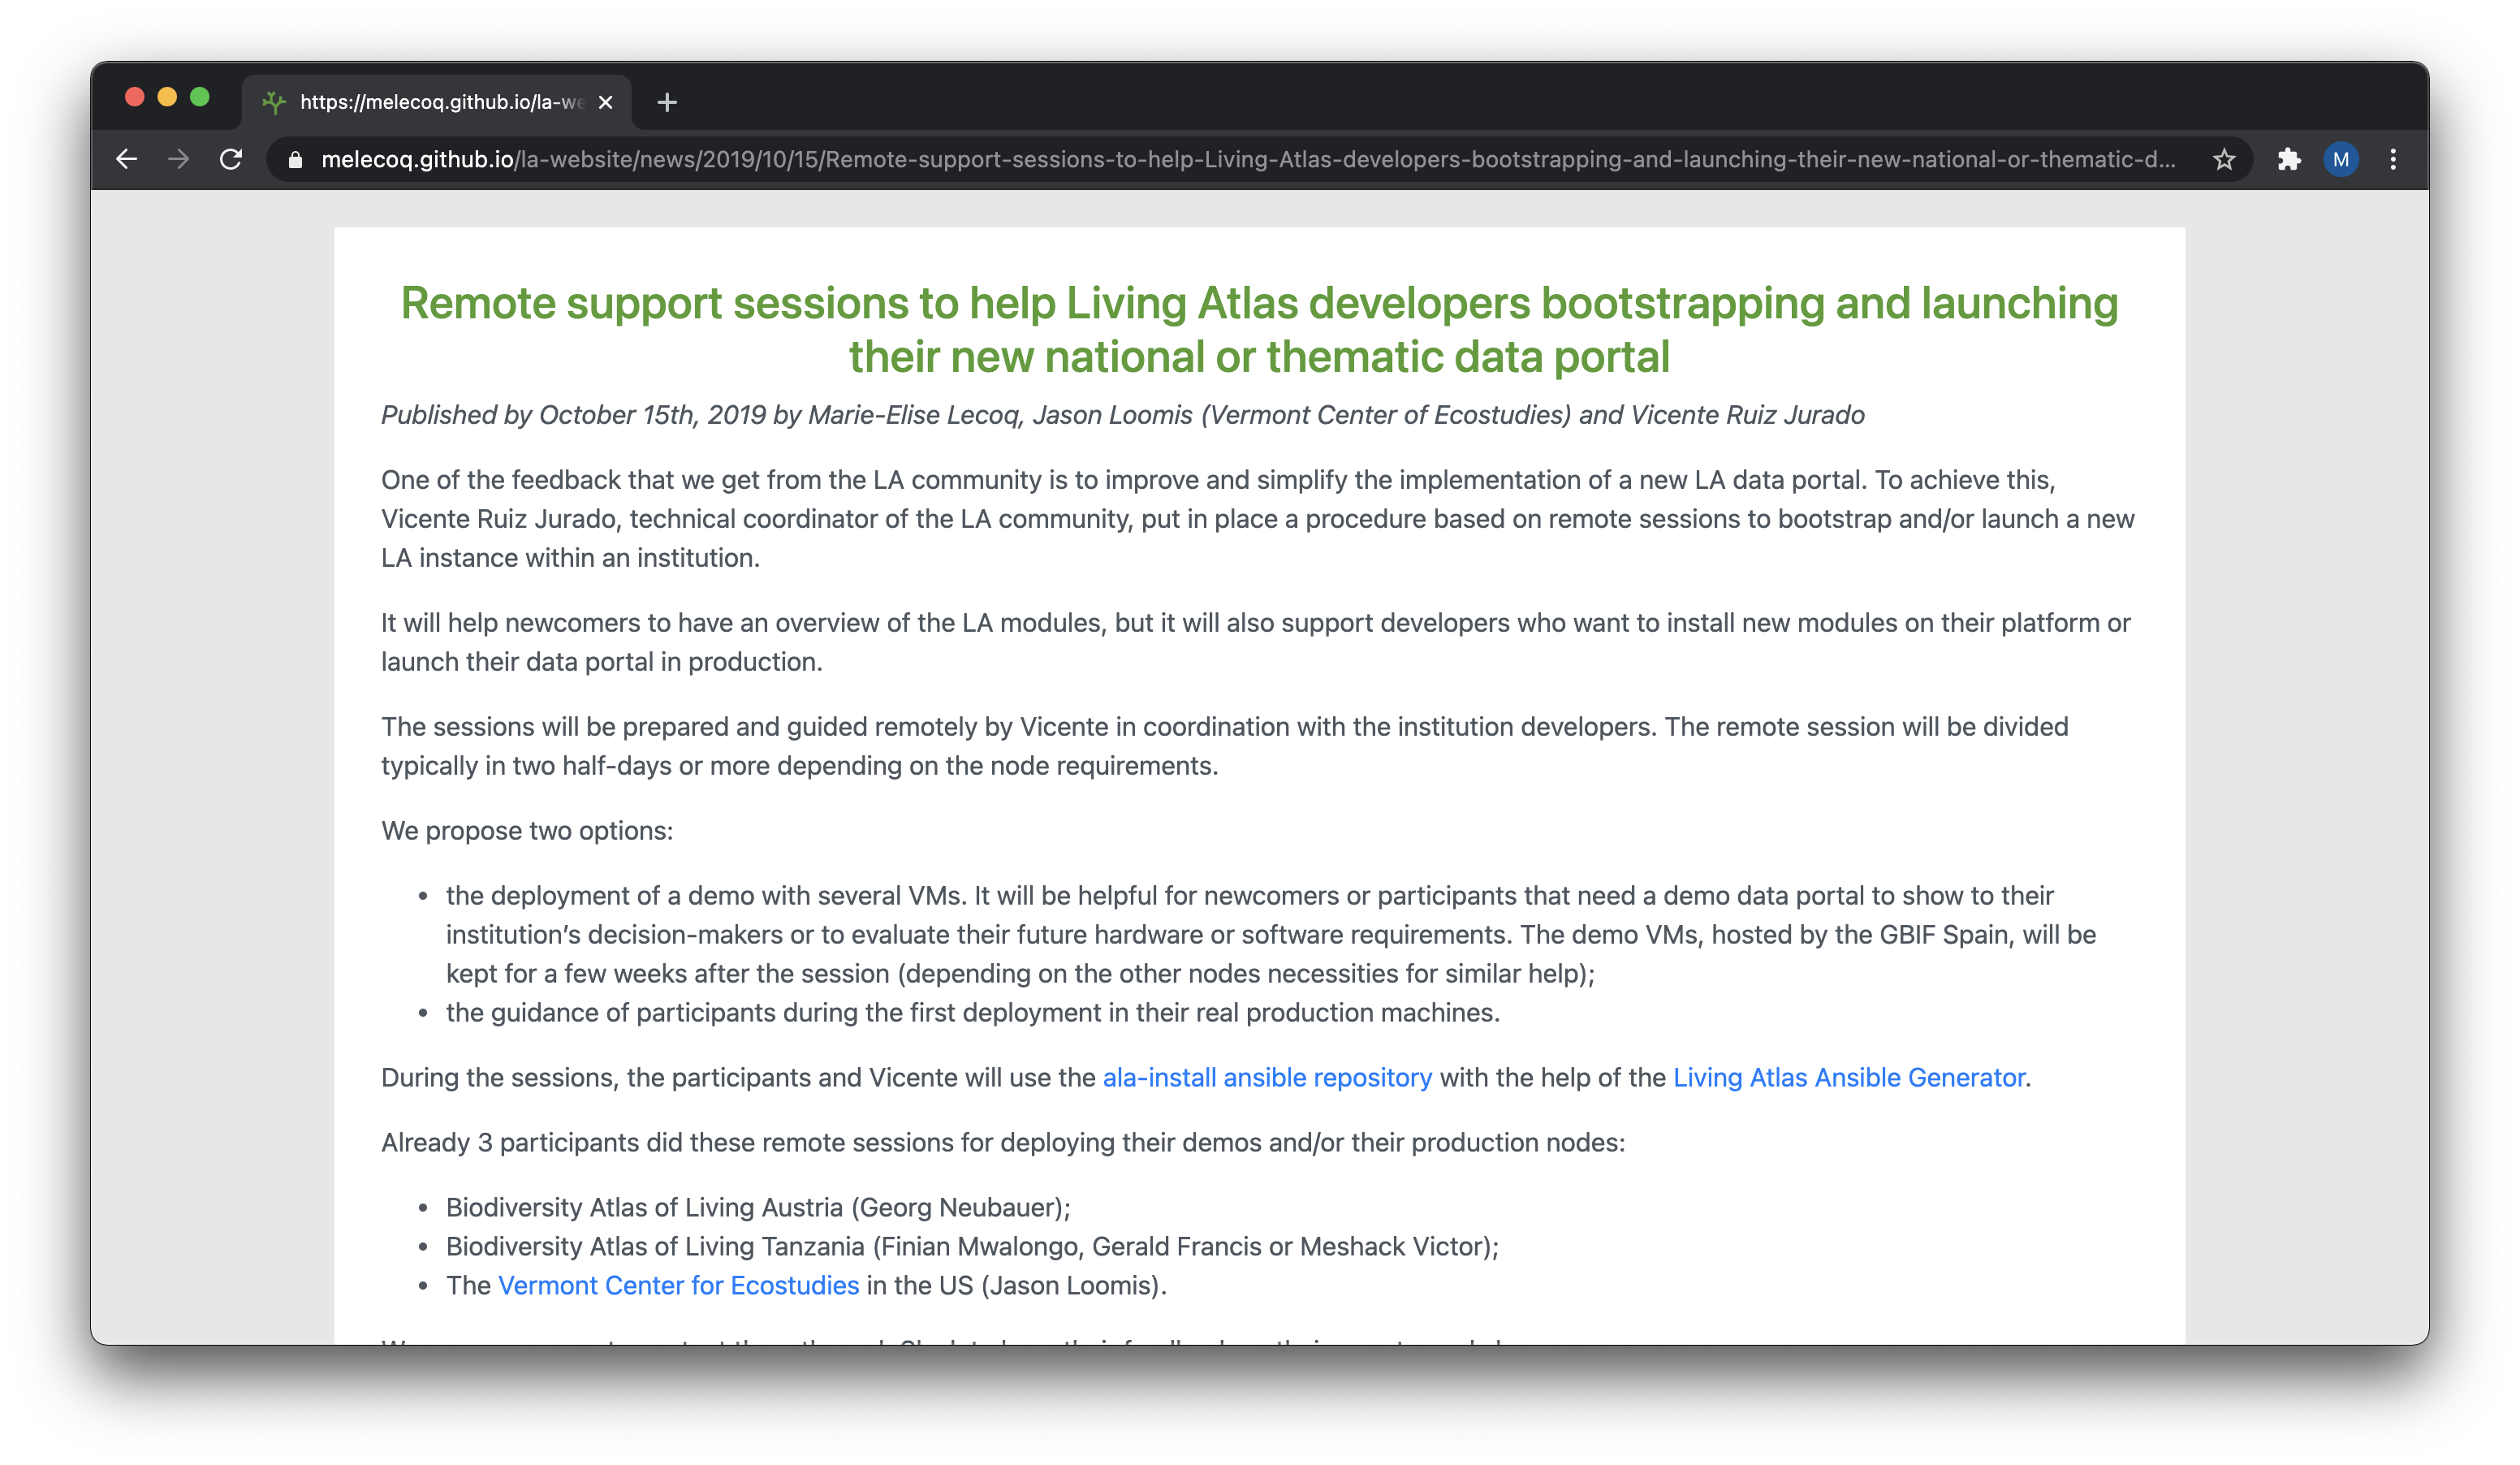 https://melecoq.github.io/la-we
melecoq.github.io/la-website/news/2019/10/15/Remote-support-sessions-to-help-Living-Atlas-developers-bootstrapping-and-launching-their-new-national-or-thematic-d...
M
Remote support sessions to help Living Atlas developers bootstrapping and launching
their new national or thematic data portal
Published by October 15th, 2019 by Marie-Elise Lecoq, Jason Loomis (Vermont Center of Ecostudies) and Vicente Ruiz Jurado
One of the feedback that we get from the LA community is to improve and simplify the implementation of a new LA data portal. To achieve this,
Vicente Ruiz Jurado, technical coordinator of the LA community, put in place a procedure based on remote sessions to bootstrap and/or launch a new
LA instance within an institution.
It will help newcomers to have an overview of the LA modules, but it will also support developers who want to install new modules on their platform or
launch their data portal in production.
The sessions will be prepared and guided remotely by Vicente in coordination with the institution developers. The remote session will be divided
typically in two half-days or more depending on the node requirements.
We propose two options:
• the deployment of a demo with several VMs. It will be helpful for newcomers or participants that need a demo data portal to show to their
institution’s decision-makers or to evaluate their future hardware or software requirements. The demo VMs, hosted by the GBIF Spain, will be
kept for a few weeks after the session (depending on the other nodes necessities for similar help);
• the guidance of participants during the first deployment in their real production machines.
During the sessions, the participants and Vicente will use the ala-install ansible repository with the help of the Living Atlas Ansible Generator.
Already 3 participants did these remote sessions for deploying their demos and/or their production nodes:
• Biodiversity Atlas of Living Austria (Georg Neubauer);
• Biodiversity Atlas of Living Tanzania (Finian Mwalongo, Gerald Francis or Meshack Victor);
• The Vermont Center for Ecostudies in the US (Jason Loomis).